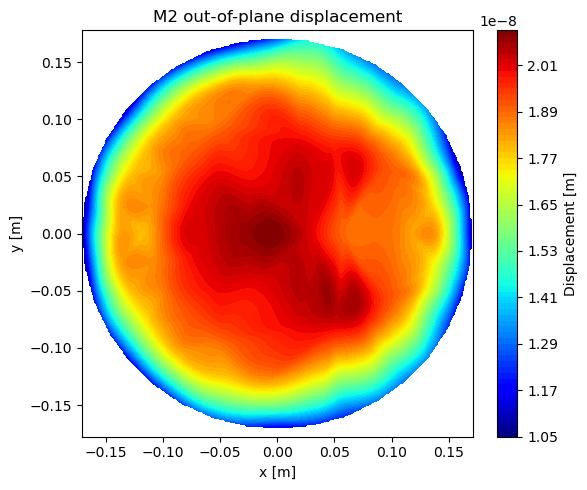 M2 out-of-plane displacement
1e−8
0.15
0.10
0.05
0.00
−0.05
−0.10
−0.15
y [m]
−0.15 −0.10 −0.05 0.00 0.05 0.10 0.15
x [m]
2.01
1.89
1.77
1.65
1.53
1.41
1.29
1.17
1.05
Displacement [m]